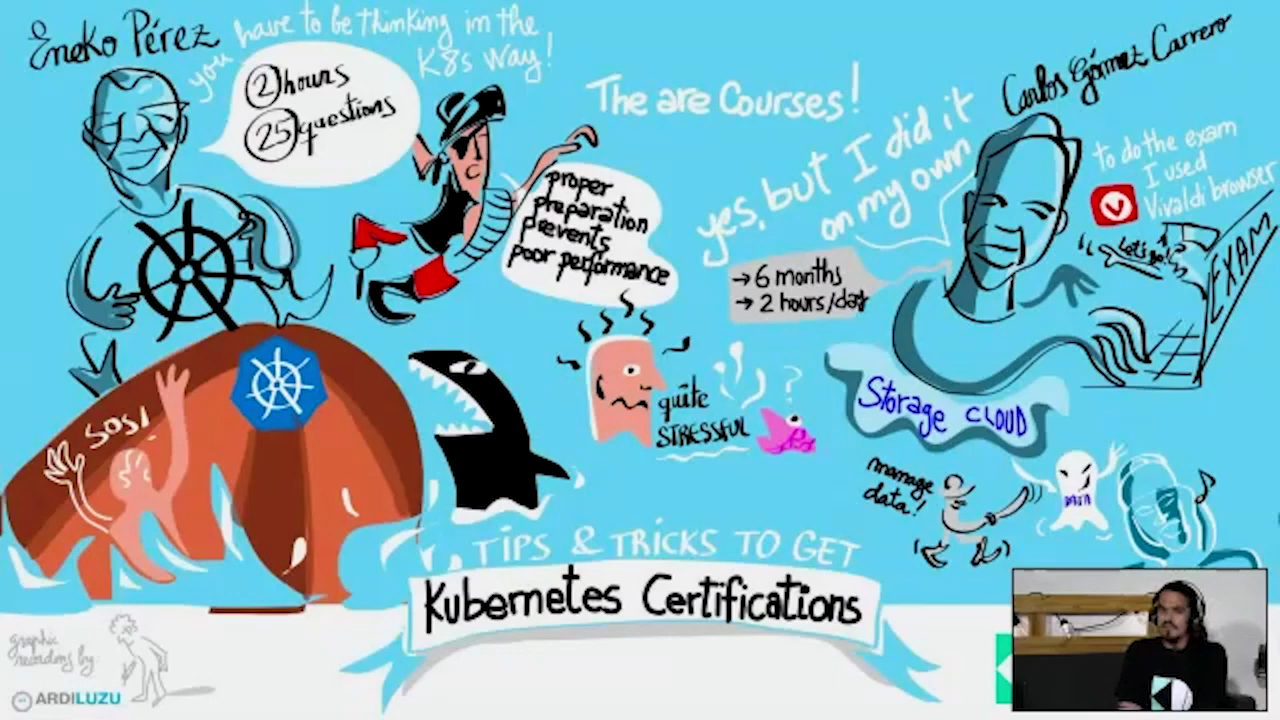 Eneko Pérez
you have to be thinking in the
K8s way!
2 hours
25 questions
proper
preparation
prevents
poor performance
The are Courses!
yes, but I did it
on my own
Carlos Gómez Carrero
to do the exam
I used
Vivaldi browser
Let's go!
EXAM
→ 6 months
→ 2 hours/day
SOS!
quite
STRESSFUL
?
Storage CLOUD
manage
data!
TIPS & TRICKS TO GET
Kubernetes Certifications
graphic
recording by:
ARDILUZU